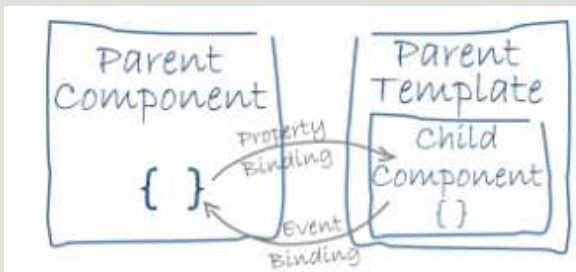 Parent
Component
{ }
Property
Binding
Event
Binding
Parent
Template
Child
Component
{ }